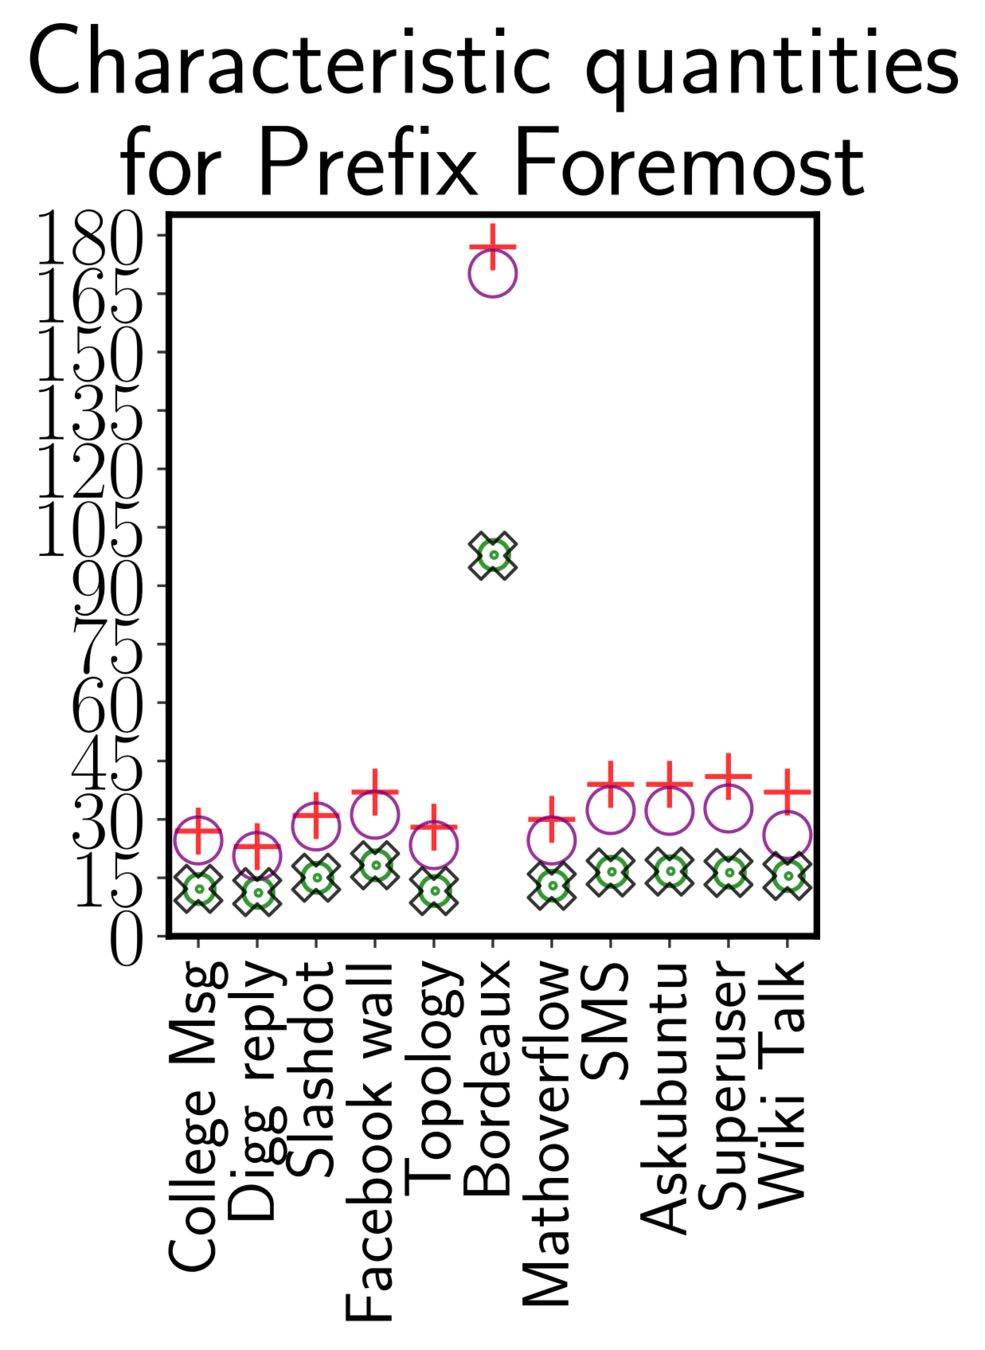 Characteristic quantities
for Prefix Foremost
180
165
150
135
120
105
90
75
60
45
30
15
0
College Msg
Digg reply
Slashdot
Facebook wall
Topology
Bordeaux
Mathoverflow
SMS
Askubuntu
Superuser
Wiki Talk